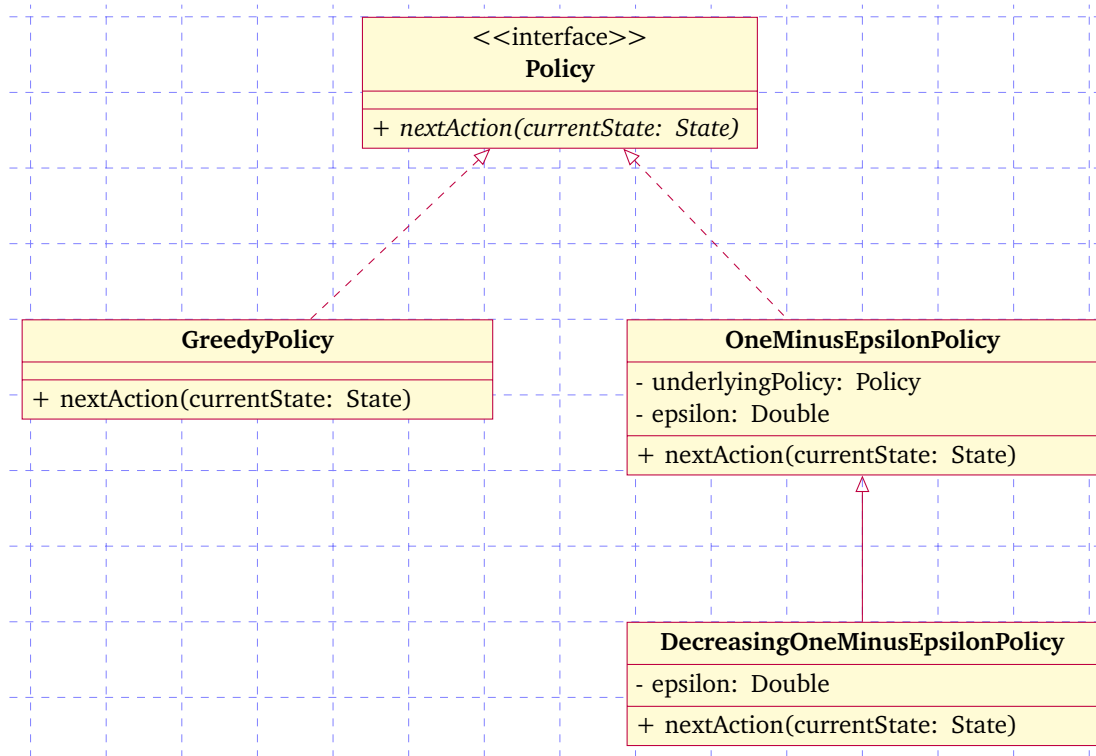 <<interface>>
Policy
+ nextAction(currentState: State)
GreedyPolicy
+ nextAction(currentState: State)
OneMinusEpsilonPolicy
- underlyingPolicy: Policy
- epsilon: Double
+ nextAction(currentState: State)
DecreasingOneMinusEpsilonPolicy
- epsilon: Double
+ nextAction(currentState: State)